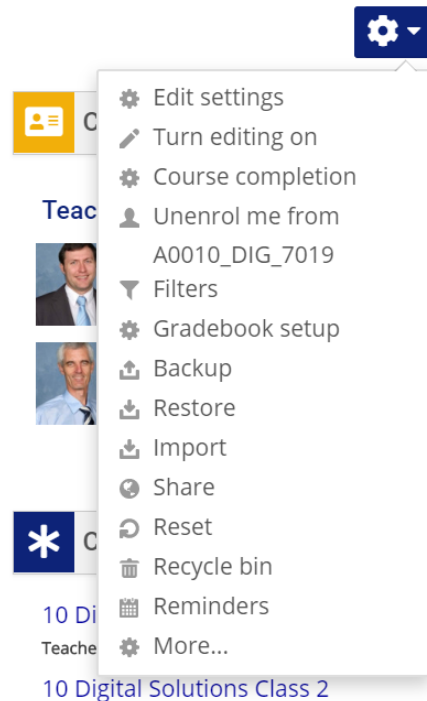 Edit settings
C
Turn editing on
Course completion
Teac
Unenrol me from
A0010_DIG_7019
Filters
Gradebook setup
Backup
Restore
Import
Share
C
Reset
Recycle bin
10 Di
Reminders
Teache
More...
10 Digital Solutions Class 2